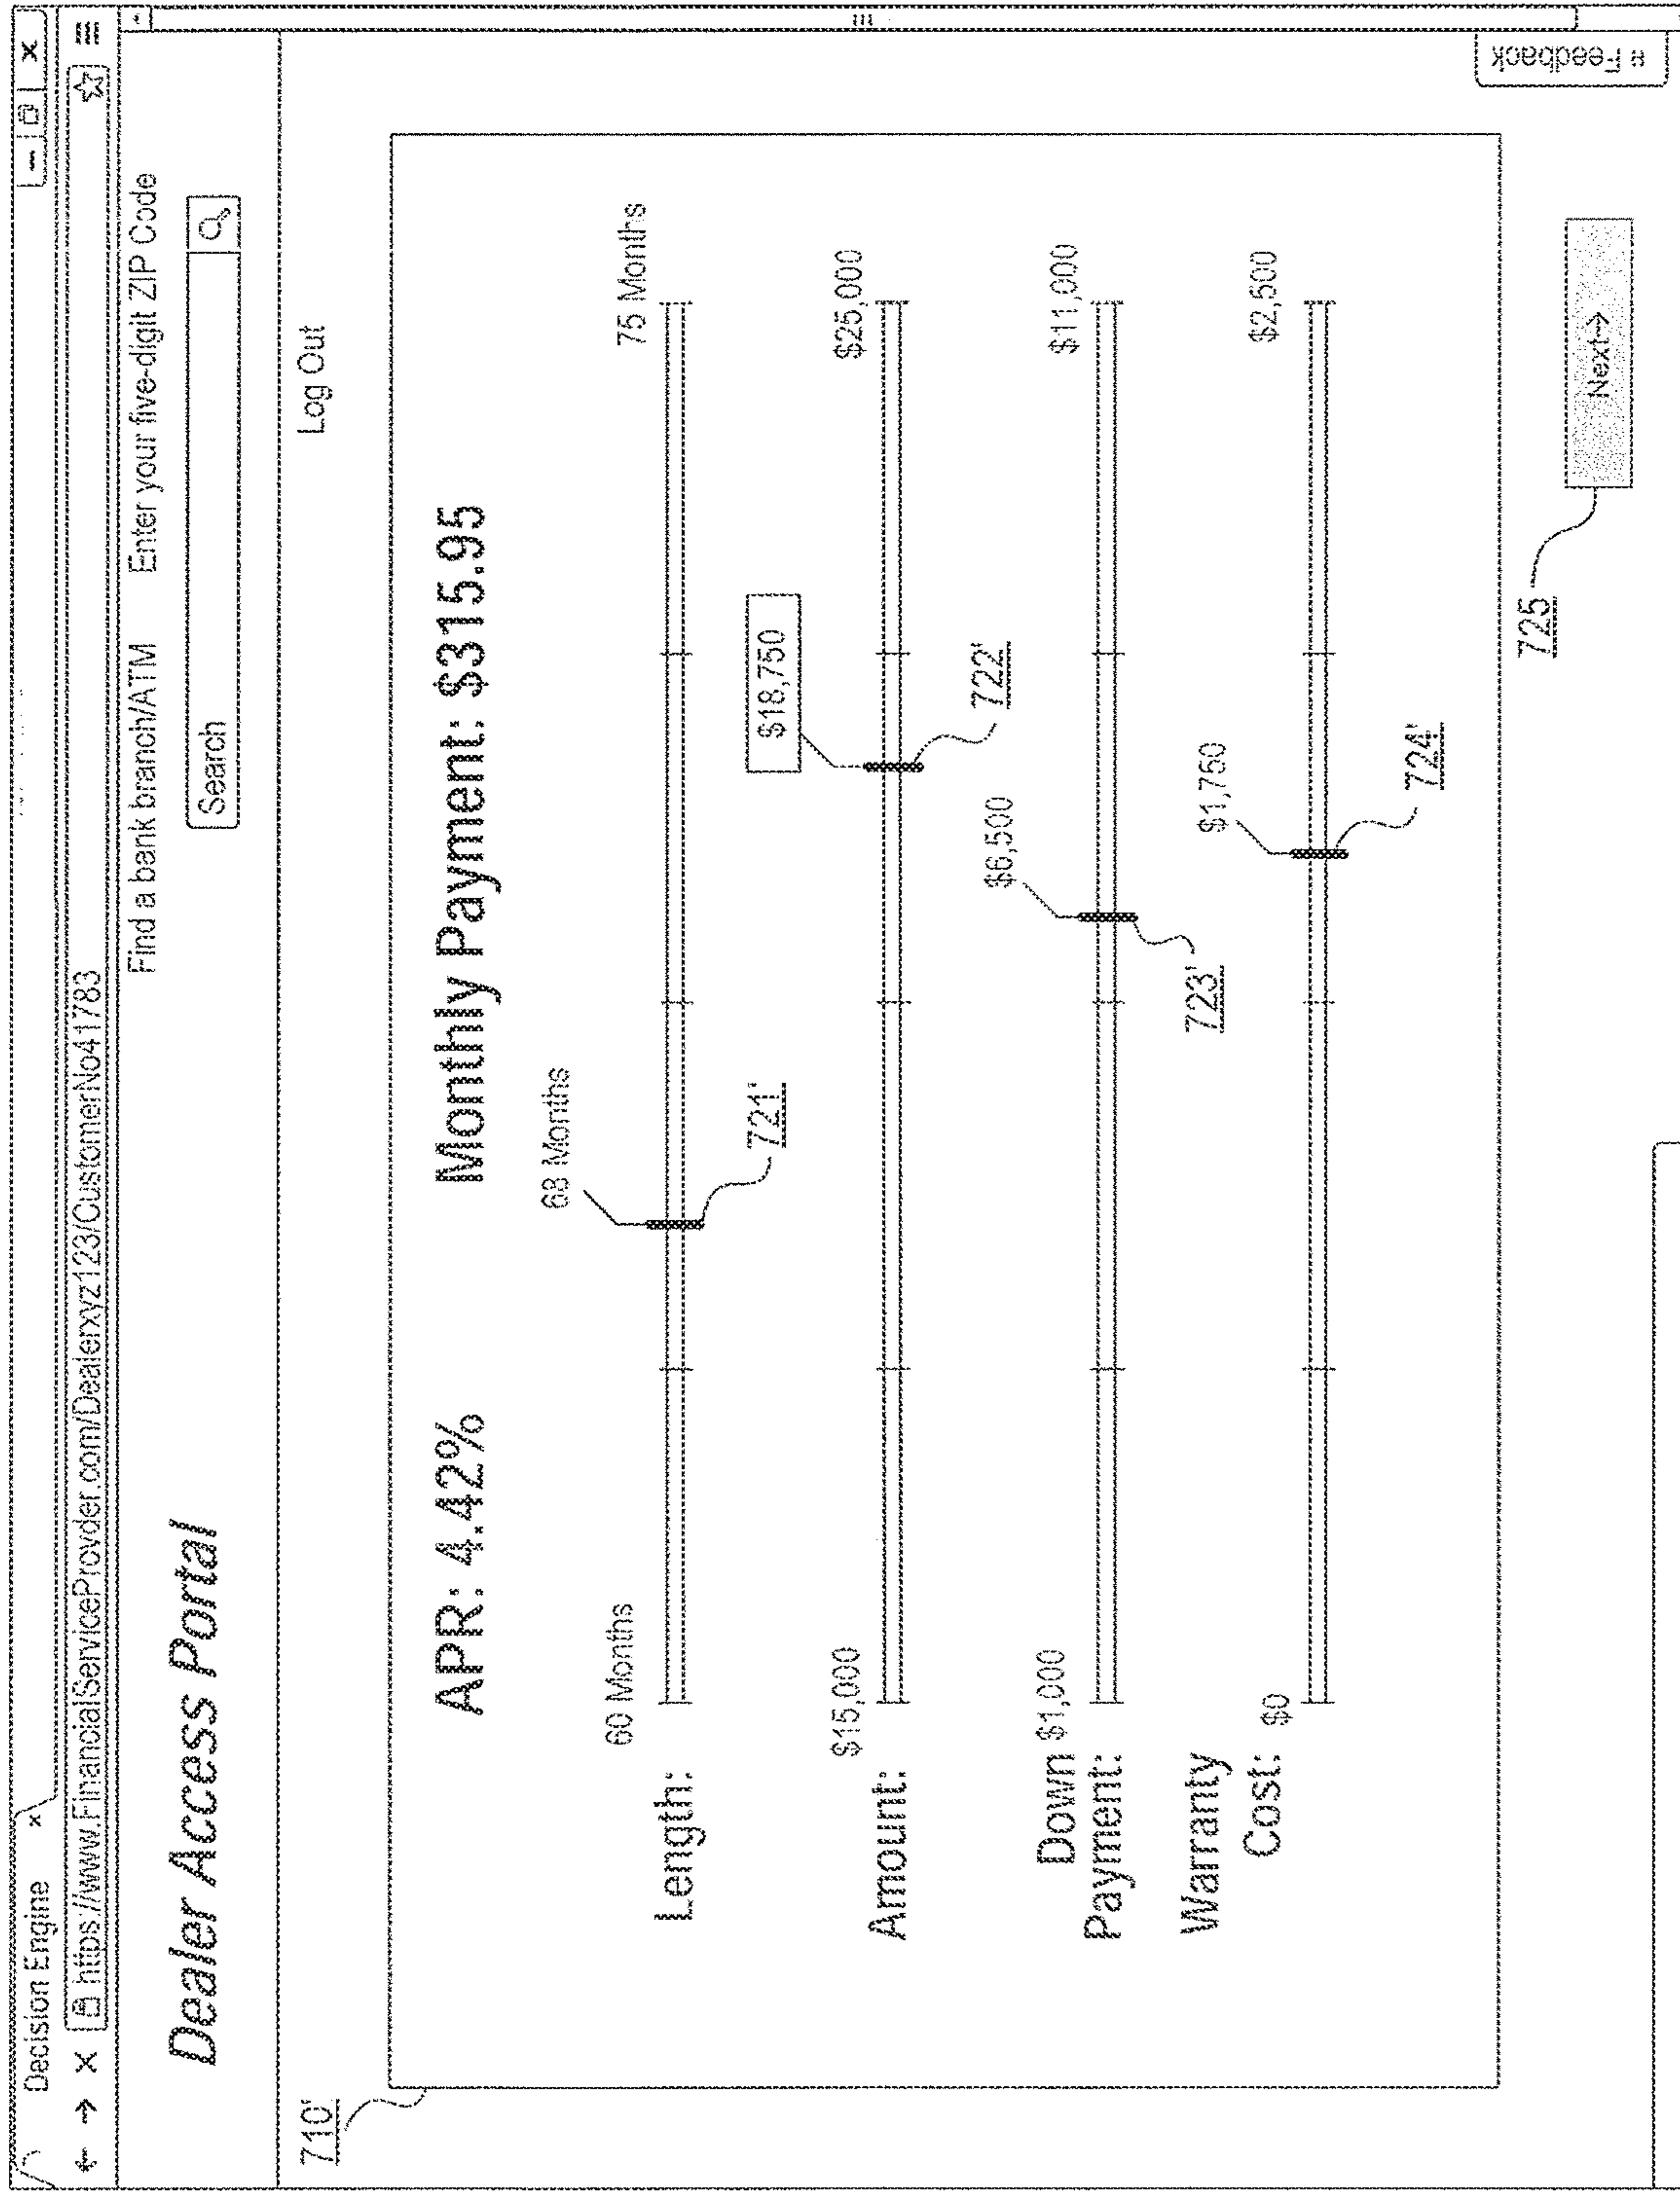 Decision Engine x
https://www.FinancialServiceProvder.com/Dealerxyz123/CustomerNo41783
Find a bank branch/ATM Enter your five-digit ZIP Code
Dealer Access Portal
Search
Log Out
710'
APR: 4.42% Monthly Payment: $315.95
68 Months
60 Months 75 Months
Length:
721'
$18,750
$15,000 $25,000
Amount:
722'
$6,500
Down $1,000 $11,000
Payment:
723'
$1,750
Warranty
Cost: $0 $2,500
724'
725
Next→
Feedback